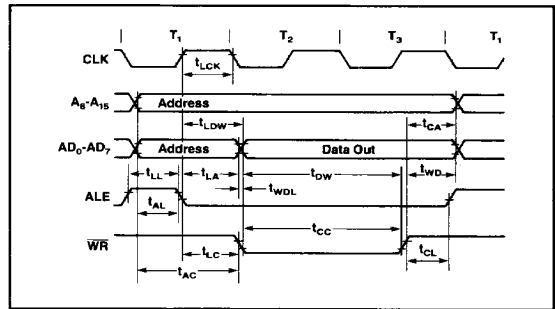 T₁ T₂ T₃ T₁
CLK
tLCK
A₈-A₁₅ Address
tLDW tCA
AD₀-AD₇ Address Data Out
tLL tLA tDW tWD
tWDL
ALE
tAL
tCC
WR
tLC tCL
tAC